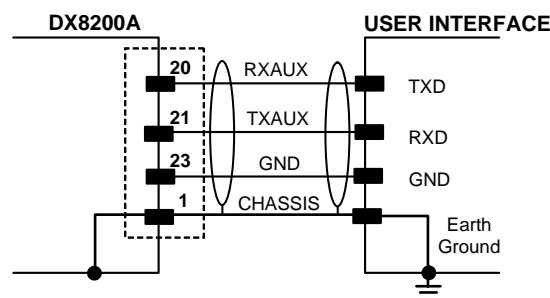 DX8200A
USER INTERFACE
20
RXAUX
TXD
21
TXAUX
RXD
23
GND
GND
1
CHASSIS
Earth
Ground